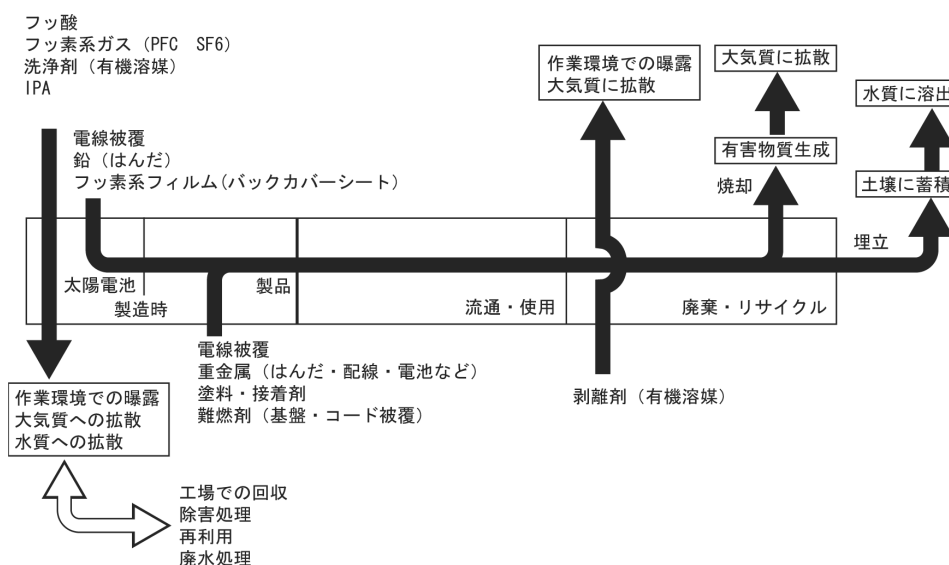 フッ酸
フッ素系ガス(PFC SF6)
洗浄剤(有機溶媒)
IPA
電線被覆
鉛(はんだ)
フッ素系フィルム(バックカバーシート)
作業環境での曝露
大気質に拡散
大気質に拡散
有害物質生成
焼却
水質に溶出
土壌に蓄積
埋立
太陽電池
製造時
製品
流通・使用
廃棄・リサイクル
電線被覆
重金属(はんだ・配線・電池など)
塗料・接着剤
難燃剤(基盤・コード被覆)
剥離剤(有機溶媒)
作業環境での曝露
大気質への拡散
水質への拡散
工場での回収
除害処理
再利用
廃水処理